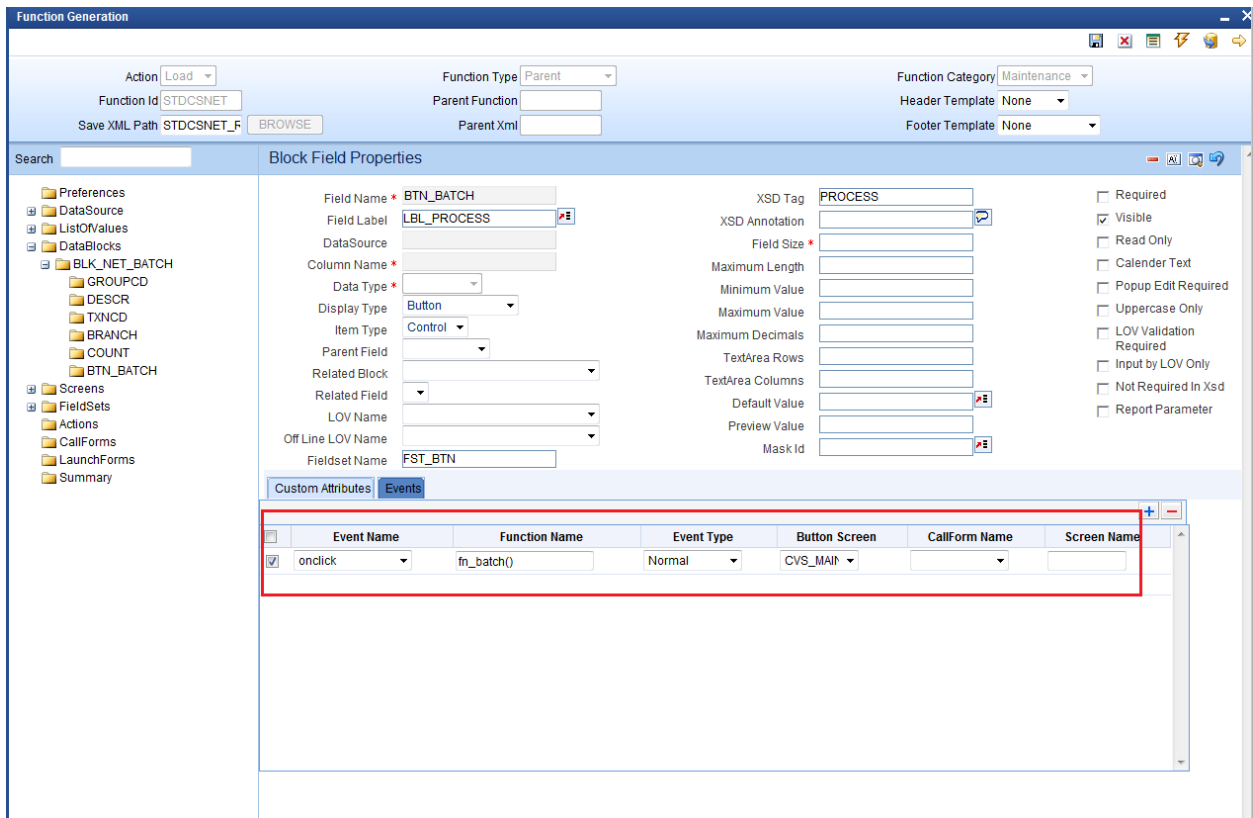 Function Generation
Action Load
Function Type Parent
Function Category Maintenance
Function Id STDCSNET
Parent Function
Header Template None
Save XML Path STDCSNET_R BROWSE
Parent Xml
Footer Template None
Search
Block Field Properties
Preferences
DataSource
ListOfValues
DataBlocks
BLK_NET_BATCH
GROUPCD
DESCR
TXNCD
BRANCH
COUNT
BTN_BATCH
Screens
FieldSets
Actions
CallForms
LaunchForms
Summary
Field Name * BTN_BATCH
Field Label LBL_PROCESS
DataSource
Column Name *
Data Type *
Display Type Button
Item Type Control
Parent Field
Related Block
Related Field
LOV Name
Off Line LOV Name
Fieldset Name FST_BTN
XSD Tag PROCESS
XSD Annotation
Field Size *
Maximum Length
Minimum Value
Maximum Value
Maximum Decimals
TextArea Rows
TextArea Columns
Default Value
Preview Value
Mask Id
Required
Visible
Read Only
Calender Text
Popup Edit Required
Uppercase Only
LOV Validation
Required
Input by LOV Only
Not Required In Xsd
Report Parameter
Custom Attributes Events
Event Name Function Name Event Type Button Screen CallForm Name Screen Name
onclick fn_batch() Normal CVS_MAIN